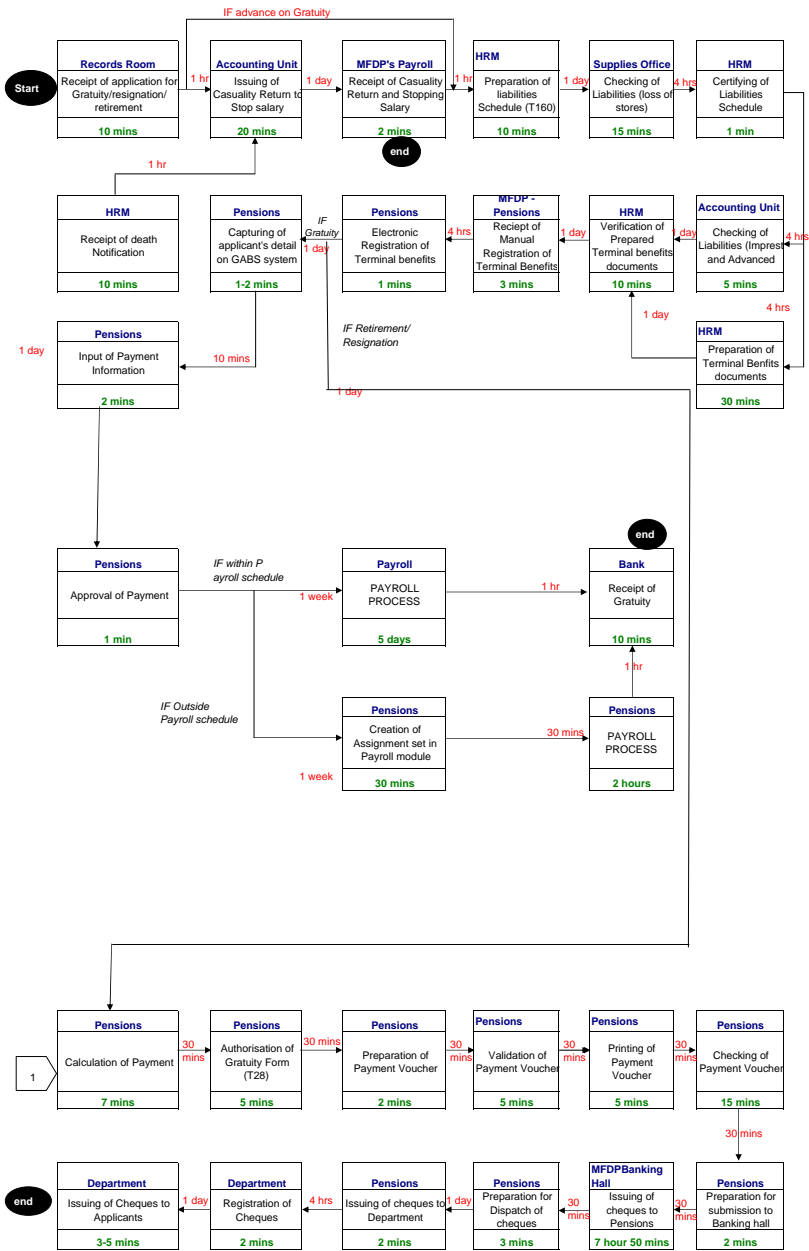 IF advance on Gratuity
Start
Records Room
Receipt of application for
Gratuity/resignation/
retirement
10 mins
1 hr
Accounting Unit
Issuing of
Casuality Return to
Stop salary
20 mins
1 day
MFDP's Payroll
Receipt of Casuality
Return and Stopping
Salary
2 mins
end
1 hr
HRM
Preparation of
liabilities
Schedule (T160)
10 mins
1 day
Supplies Office
Checking of
Liabilities (loss of
stores)
15 mins
4 hrs
HRM
Certifying of
Liabilities
Schedule
1 min
1 hr
HRM
Receipt of death
Notification
10 mins
Pensions
Capturing of
applicant's detail
on GABS system
1-2 mins
IF
Gratuity
1 day
Pensions
Electronic
Registration of
Terminal benefits
1 mins
4 hrs
MFDP -
Pensions
Reciept of
Manual
Registration of
Terminal Benefits
3 mins
1 day
HRM
Verification of
Prepared
Terminal benefits
documents
10 mins
1 day
Accounting Unit
Checking of
Liabilities (Imprest
and Advanced
5 mins
4 hrs
4 hrs
1 day
HRM
Preparation of
Terminal Benfits
documents
30 mins
IF Retirement/
Resignation
1 day
1 day
Pensions
Input of Payment
Information
2 mins
10 mins
Pensions
Approval of Payment
1 min
IF within P
ayroll schedule
1 week
Payroll
PAYROLL
PROCESS
5 days
1 hr
end
Bank
Receipt of
Gratuity
10 mins
1 hr
IF Outside
Payroll schedule
1 week
Pensions
Creation of
Assignment set in
Payroll module
30 mins
30 mins
Pensions
PAYROLL
PROCESS
2 hours
1
Pensions
Calculation of Payment
7 mins
30
mins
Pensions
Authorisation of
Gratuity Form
(T28)
5 mins
30 mins
Pensions
Preparation of
Payment Voucher
2 mins
30
mins
Pensions
Validation of
Payment Voucher
5 mins
30
mins
Pensions
Printing of
Payment
Voucher
5 mins
30
mins
Pensions
Checking of
Payment Voucher
15 mins
30 mins
end
Department
Issuing of Cheques to
Applicants
3-5 mins
1 day
Department
Registration of
Cheques
2 mins
4 hrs
Pensions
Issuing of cheques to
Department
2 mins
1 day
Pensions
Preparation for
Dispatch of
cheques
3 mins
30
mins
MFDPBanking
Hall
Issuing of
cheques to
Pensions
7 hour 50 mins
30
mins
Pensions
Preparation for
submission to
Banking hall
2 mins